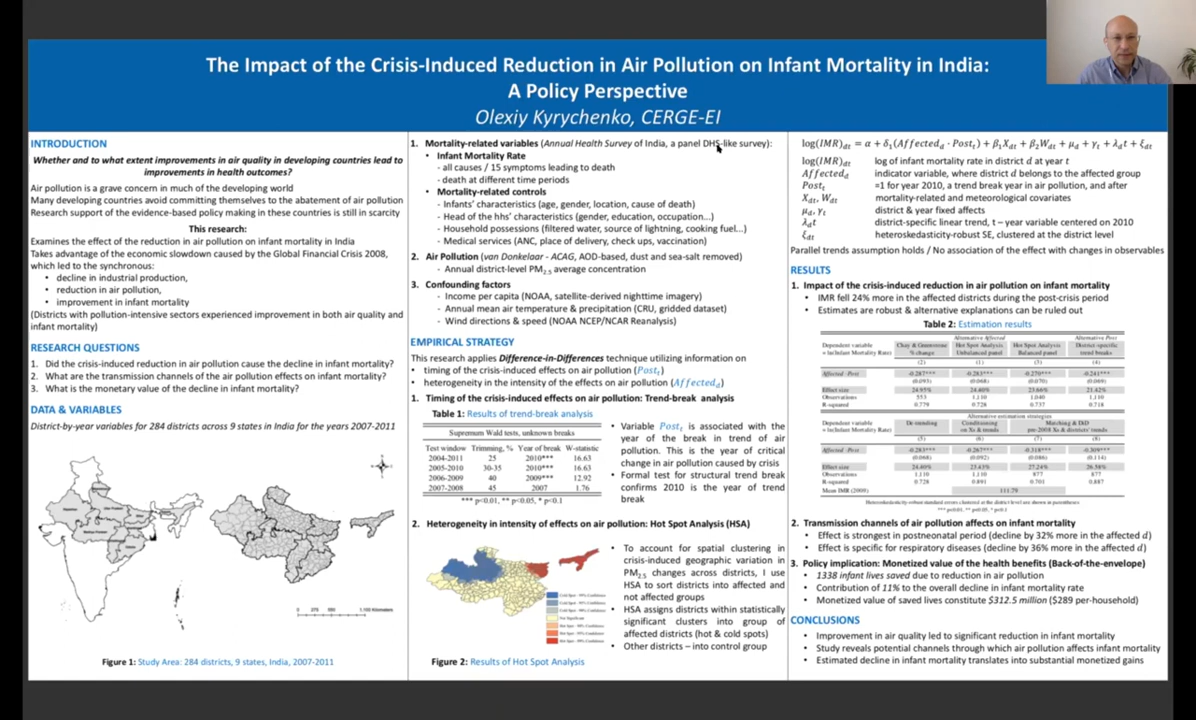 The Impact of the Crisis-Induced Reduction in Air Pollution on Infant Mortality in India:
A Policy Perspective
Olexiy Kyrychenko, CERGE-EI
INTRODUCTION
Whether and to what extent improvements in air quality in developing countries lead to
improvements in health outcomes?
Air pollution is a grave concern in much of the developing world
Many developing countries avoid committing themselves to the abatement of air pollution
Research support of the evidence-based policy making in these countries is still in scarcity
This research:
Examines the effect of the reduction in air pollution on infant mortality in India
Takes advantage of the economic slowdown caused by the Global Financial Crisis 2008,
which led to the synchronous:
• decline in industrial production,
• reduction in air pollution,
• improvement in infant mortality
(Districts with pollution-intensive sectors experienced improvement in both air quality and
infant mortality)
RESEARCH QUESTIONS
1. Did the crisis-induced reduction in air pollution cause the decline in infant mortality?
2. What are the transmission channels of the air pollution effects on infant mortality?
3. What is the monetary value of the decline in infant mortality?
DATA & VARIABLES
District-by-year variables for 284 districts across 9 states in India for the years 2007-2011
Figure 1: Study Area: 284 districts, 9 states, India, 2007-2011
1. Mortality-related variables (Annual Health Survey of India, a panel DHS-like survey):
• Infant Mortality Rate
- all causes / 15 symptoms leading to death
- death at different time periods
• Mortality-related controls
- Infants' characteristics (age, gender, location, cause of death)
- Head of the hhs' characteristics (gender, education, occupation...)
- Household possessions (filtered water, source of lightning, cooking fuel...)
- Medical services (ANC, place of delivery, check ups, vaccination)
2. Air Pollution (van Donkelaar - ACAG, AOD-based, dust and sea-salt removed)
- Annual district-level PM2.5 average concentration
3. Confounding factors
- Income per capita (NOAA, satellite-derived nighttime imagery)
- Annual mean air temperature & precipitation (CRU, gridded dataset)
- Wind directions & speed (NOAA NCEP/NCAR Reanalysis)
EMPIRICAL STRATEGY
This research applies Difference-in-Differences technique utilizing information on
• timing of the crisis-induced effects on air pollution (Post_t)
• heterogeneity in the intensity of the effects on air pollution (Affected_d)
1. Timing of the crisis-induced effects on air pollution: Trend-break analysis
Table 1: Results of trend-break analysis
Supremum Wald tests, unknown breaks
Test window Trimming, % Year of break W-statistic
2004-2011 25 2010*** 16.63
2005-2010 30-35 2010*** 16.63
2006-2009 40 2009*** 12.92
2007-2008 45 2007 1.76
*** p<0.01, ** p<0.05, * p<0.1
• Variable Post_t is associated with the
year of the break in trend of air
pollution. This is the year of critical
change in air pollution caused by crisis
• Formal test for structural trend break
confirms 2010 is the year of trend
break
2. Heterogeneity in intensity of effects on air pollution: Hot Spot Analysis (HSA)
• To account for spatial clustering in
crisis-induced geographic variation in
PM2.5 changes across districts, I use
HSA to sort districts into affected and
not affected groups
• HSA assigns districts within statistically
significant clusters into group of
affected districts (hot & cold spots)
• Other districts – into control group
Figure 2: Results of Hot Spot Analysis
log(IMR)dt = α + δ1(Affected_d · Post_t) + β1Xdt + β2Wdt + μd + γt + λdt + ξdt
log(IMR)dt log of infant mortality rate in district d at year t
Affected_d indicator variable, where district d belongs to the affected group
Post_t =1 for year 2010, a trend break year in air pollution, and after
Xdt, Wdt mortality-related and meteorological covariates
μd, γt district & year fixed affects
λdt district-specific linear trend, t – year variable centered on 2010
ξdt heteroskedasticity-robust SE, clustered at the district level
Parallel trends assumption holds / No association of the effect with changes in observables
RESULTS
1. Impact of the crisis-induced reduction in air pollution on infant mortality
• IMR fell 24% more in the affected districts during the post-crisis period
• Estimates are robust & alternative explanations can be ruled out
Table 2: Estimation results
2. Transmission channels of air pollution affects on infant mortality
• Effect is strongest in postneonatal period (decline by 32% more in the affected d)
• Effect is specific for respiratory diseases (decline by 36% more in the affected d)
3. Policy implication: Monetized value of the health benefits (Back-of-the-envelope)
• 1338 infant lives saved due to reduction in air pollution
• Contribution of 11% to the overall decline in infant mortality rate
• Monetized value of saved lives constitute $312.5 million ($289 per-household)
CONCLUSIONS
• Improvement in air quality led to significant reduction in infant mortality
• Study reveals potential channels through which air pollution affects infant mortality
• Estimated decline in infant mortality translates into substantial monetized gains